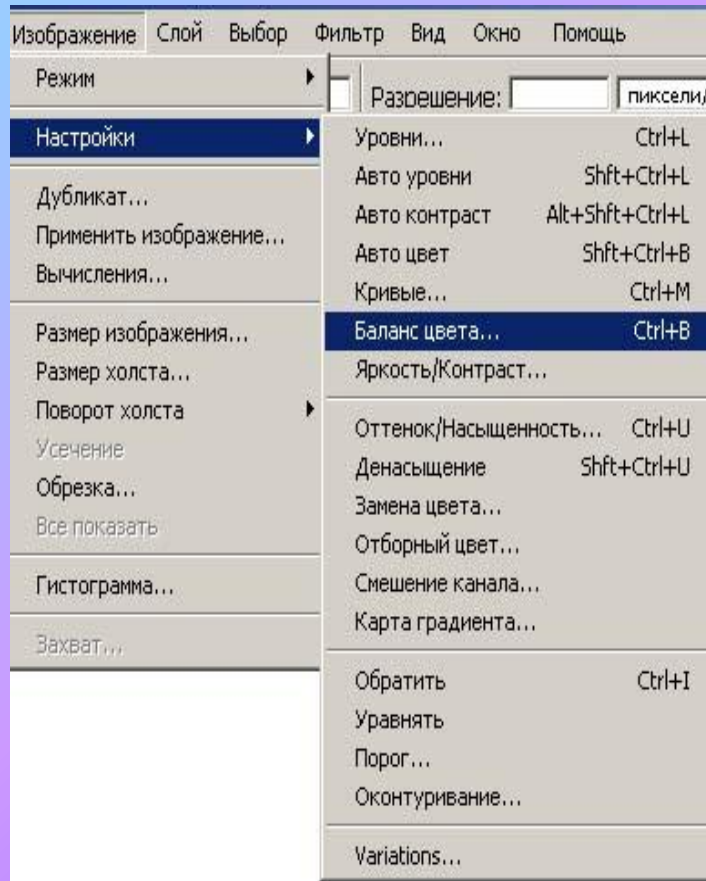 Изображение Слой Выбор Фильтр Вид Окно Помощь
Разрешение: пиксели/
Режим
Настройки
Дубликат...
Применить изображение...
Вычисления...
Размер изображения...
Размер холста...
Поворот холста
Усечение
Обрезка...
Все показать
Гистограмма...
Захват...
Уровни... Ctrl+L
Авто уровни Shft+Ctrl+L
Авто контраст Alt+Shft+Ctrl+L
Авто цвет Shft+Ctrl+B
Кривые... Ctrl+M
Баланс цвета... Ctrl+B
Яркость/Контраст...
Оттенок/Насыщенность... Ctrl+U
Денасыщение Shft+Ctrl+U
Замена цвета...
Отборный цвет...
Смешение канала...
Карта градиента...
Обратить Ctrl+I
Уравнять
Порог...
Оконтуривание...
Variations...